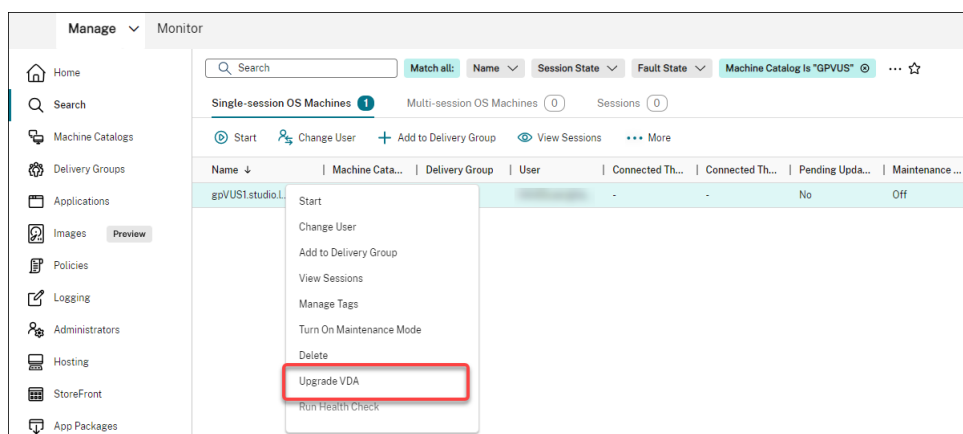 Manage Monitor
Home
Search
Machine Catalogs
Delivery Groups
Applications
Images Preview
Policies
Logging
Administrators
Hosting
StoreFront
App Packages
Search Match all: Name Session State Fault State Machine Catalog Is "GPVUS" ...
Single-session OS Machines 1 Multi-session OS Machines 0 Sessions 0
Start Change User Add to Delivery Group View Sessions ... More
Name ↓ Machine Cata... Delivery Group User Connected Th... Connected Th... Pending Upda... Maintenance ...
gpVUS1.studio.l... - - No Off
Start
Change User
Add to Delivery Group
View Sessions
Manage Tags
Turn On Maintenance Mode
Delete
Upgrade VDA
Run Health Check